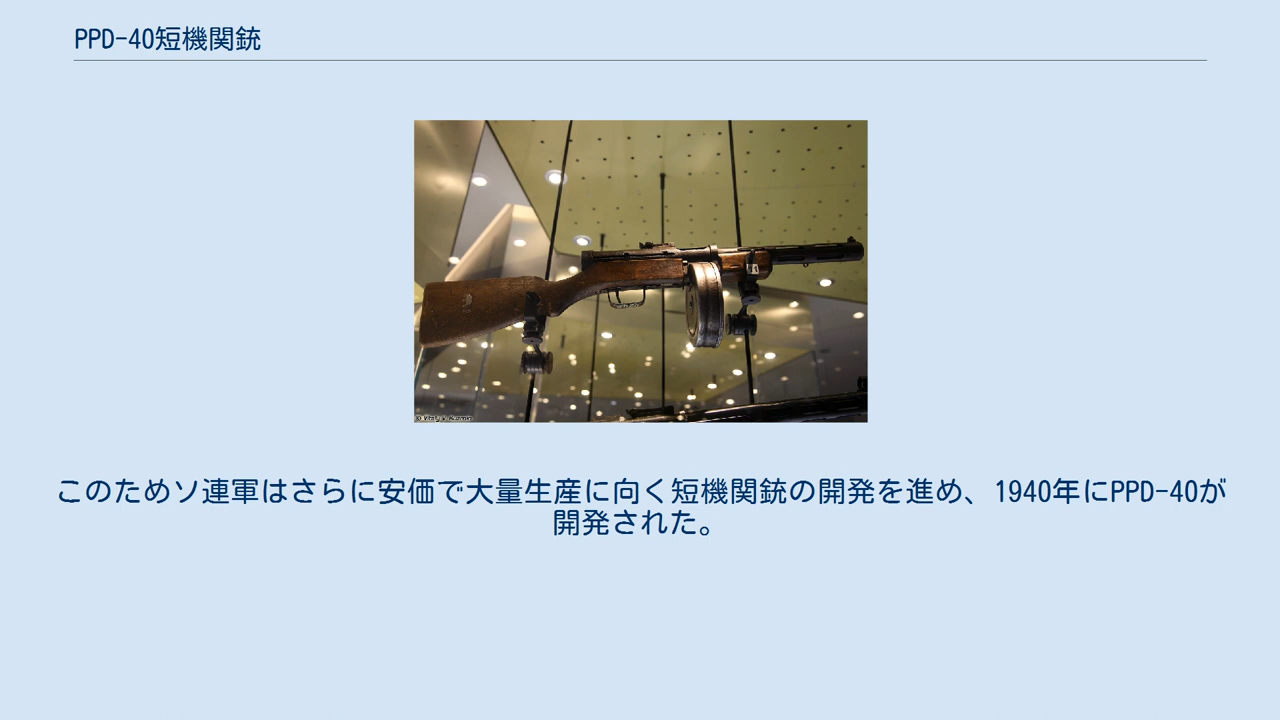 PPD-40短機関銃
このためソ連軍はさらに安価で大量生産に向く短機関銃の開発を進め、1940年にPPD-40が
開発された。